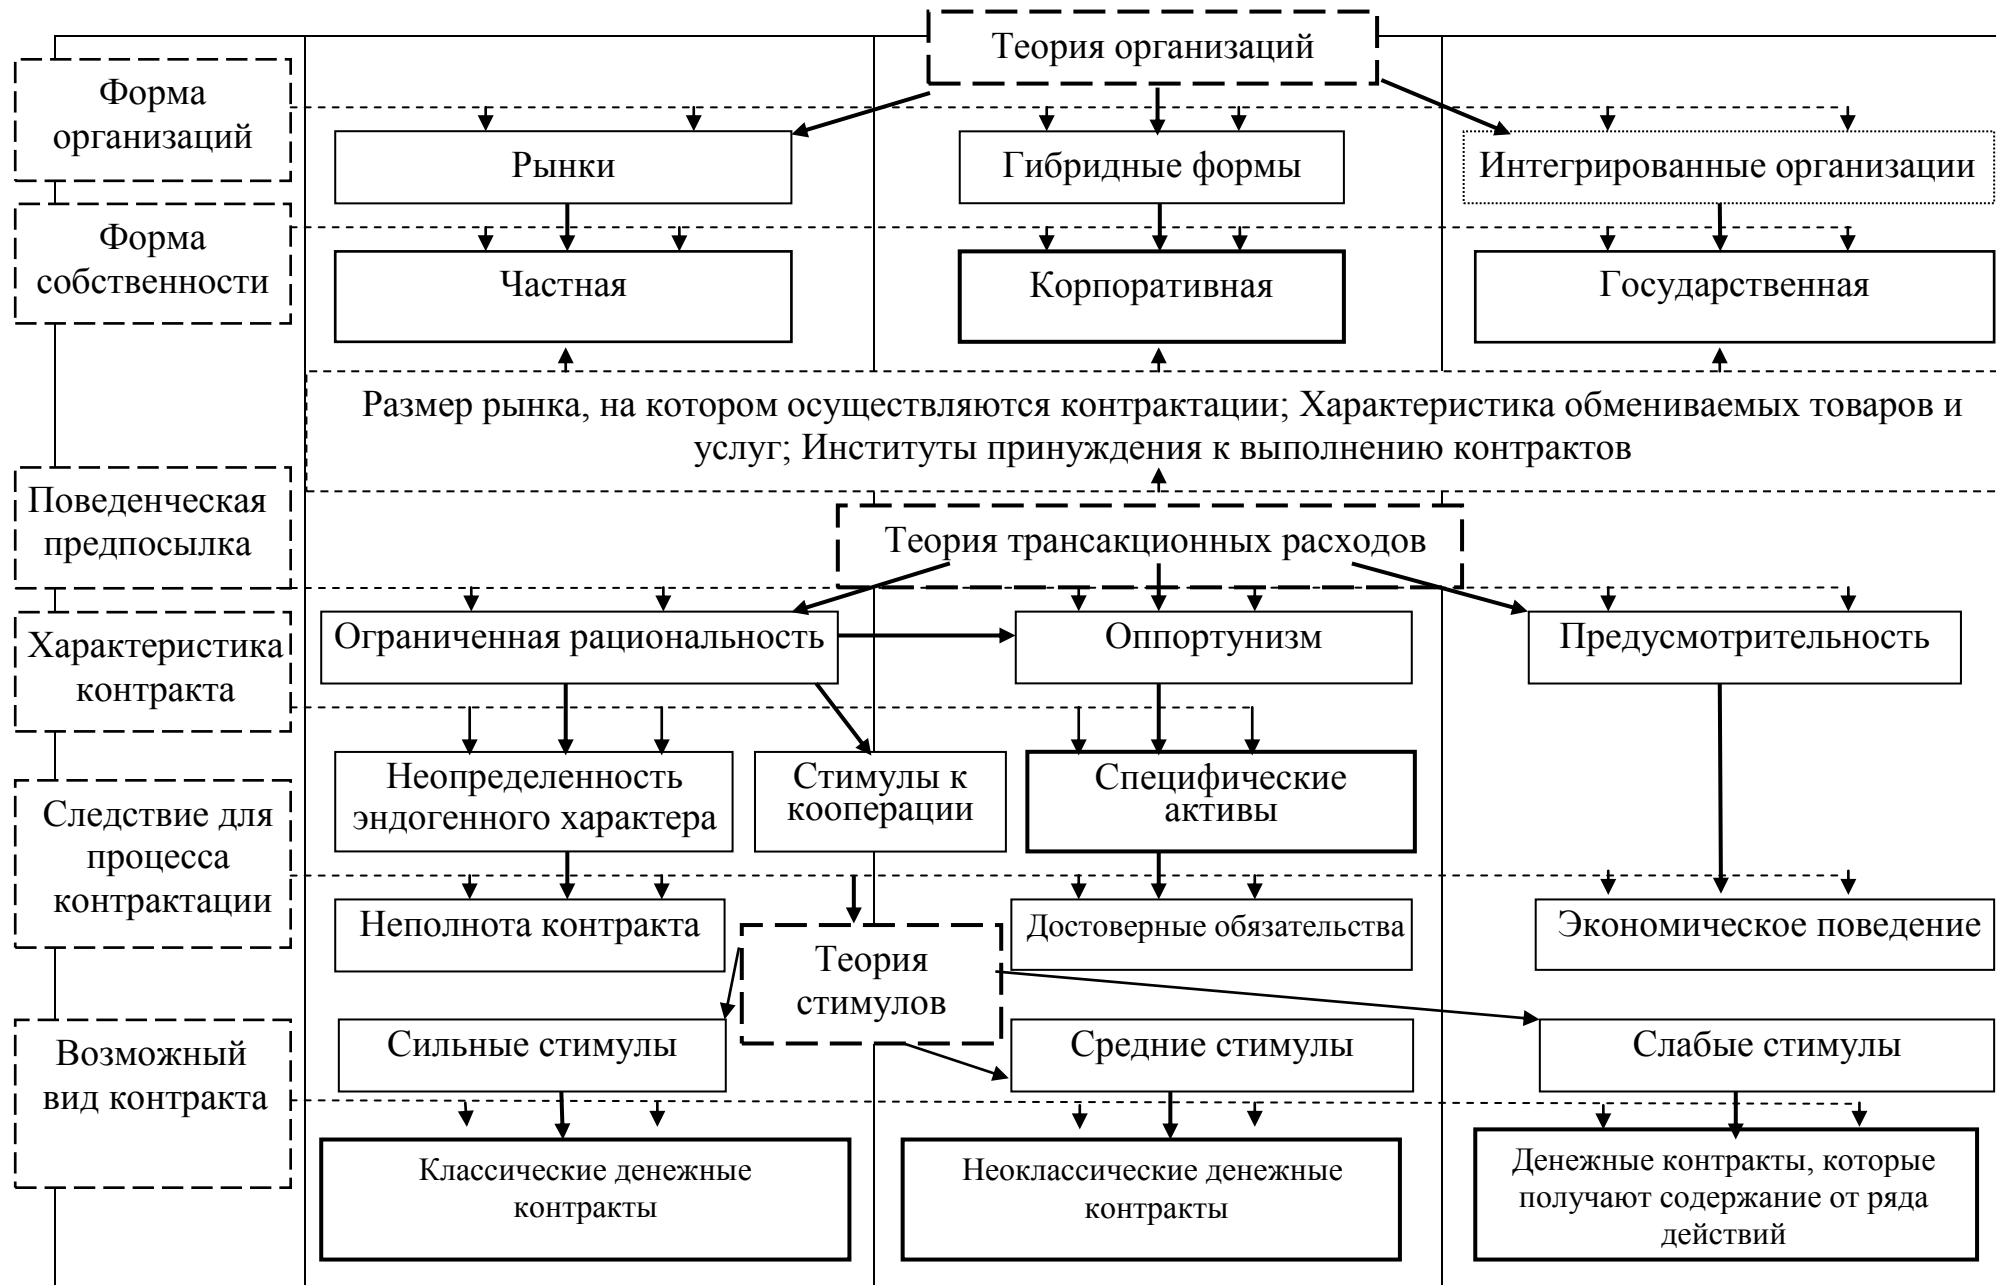 Теория организаций
Форма
организаций
Рынки
Гибридные формы
Интегрированные организации
Форма
собственности
Частная
Корпоративная
Государственная
Размер рынка, на котором осуществляются контрактации; Характеристика обмениваемых товаров и
услуг; Институты принуждения к выполнению контрактов
Поведенческая
предпосылка
Теория трансакционных расходов
Ограниченная рациональность
Оппортунизм
Предусмотрительность
Характеристика
контракта
Неопределенность
эндогенного характера
Стимулы к
кооперации
Специфические
активы
Следствие для
процесса
контрактации
Неполнота контракта
Достоверные обязательства
Экономическое поведение
Теория
стимулов
Сильные стимулы
Средние стимулы
Слабые стимулы
Возможный
вид контракта
Классические денежные
контракты
Неоклассические денежные
контракты
Денежные контракты, которые
получают содержание от ряда
действий